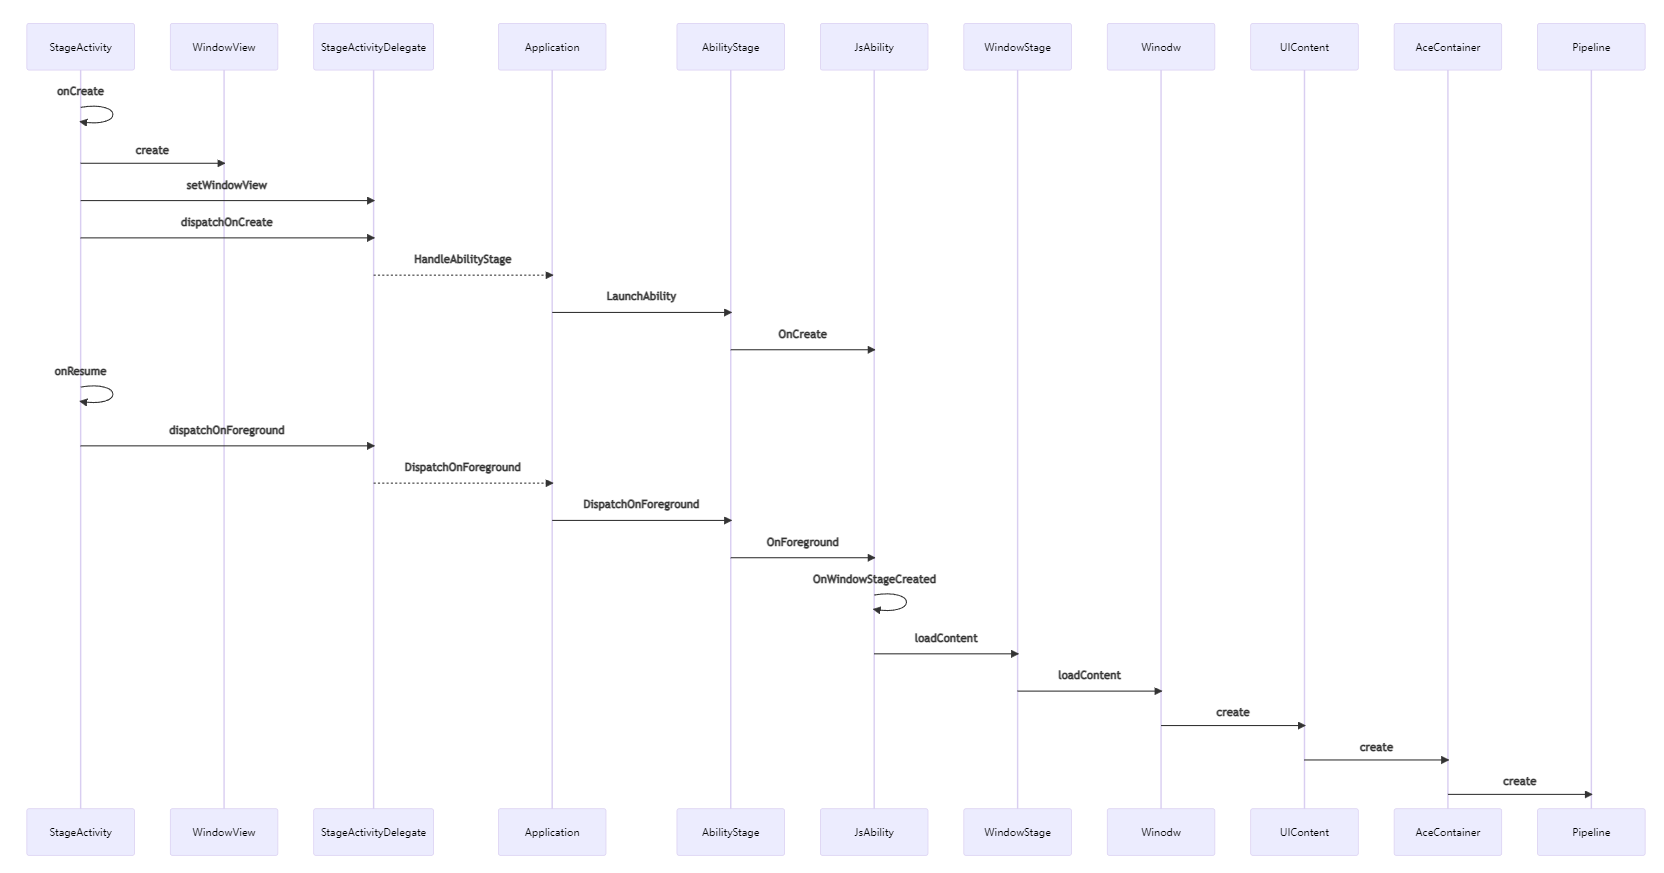 StageActivity
WindowView
StageActivityDelegate
Application
AbilityStage
JsAbility
WindowStage
Winodw
UIContent
AceContainer
Pipeline
onCreate
create
setWindowView
dispatchOnCreate
HandleAbilityStage
LaunchAbility
OnCreate
onResume
dispatchOnForeground
DispatchOnForeground
DispatchOnForeground
OnForeground
OnWindowStageCreated
loadContent
loadContent
create
create
create
StageActivity
WindowView
StageActivityDelegate
Application
AbilityStage
JsAbility
WindowStage
Winodw
UIContent
AceContainer
Pipeline